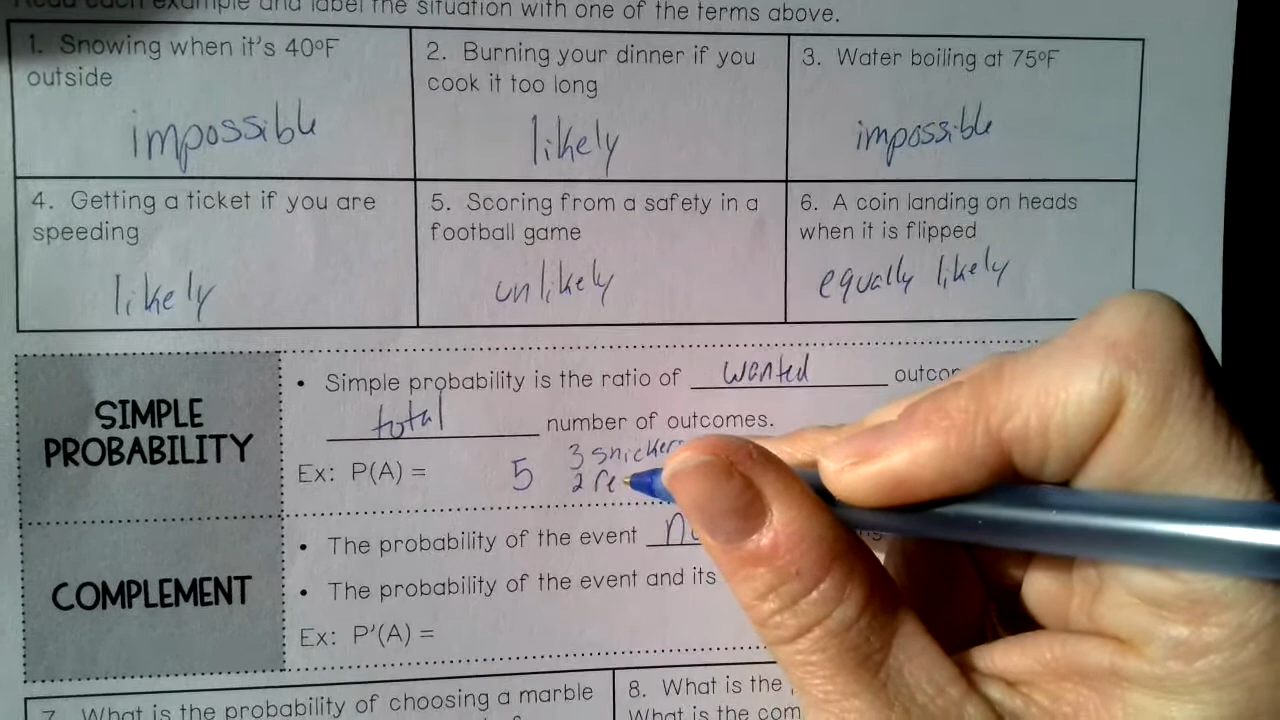 Read each example and label the situation with one of the terms above.
1. Snowing when it's 40°F
outside
impossible
2. Burning your dinner if you
cook it too long
likely
3. Water boiling at 75°F
impossible
4. Getting a ticket if you are
speeding
likely
5. Scoring from a safety in a
football game
unlikely
6. A coin landing on heads
when it is flipped
equally likely
SIMPLE
PROBABILITY
• Simple probability is the ratio of wanted
total number of outcomes.
3 snickers
Ex: P(A) = 5 2 re
COMPLEMENT
• The probability of the event
• The probability of the event and its
Ex: P'(A) =
7. What is the probability of choosing a marble
8. What is the
What is the com